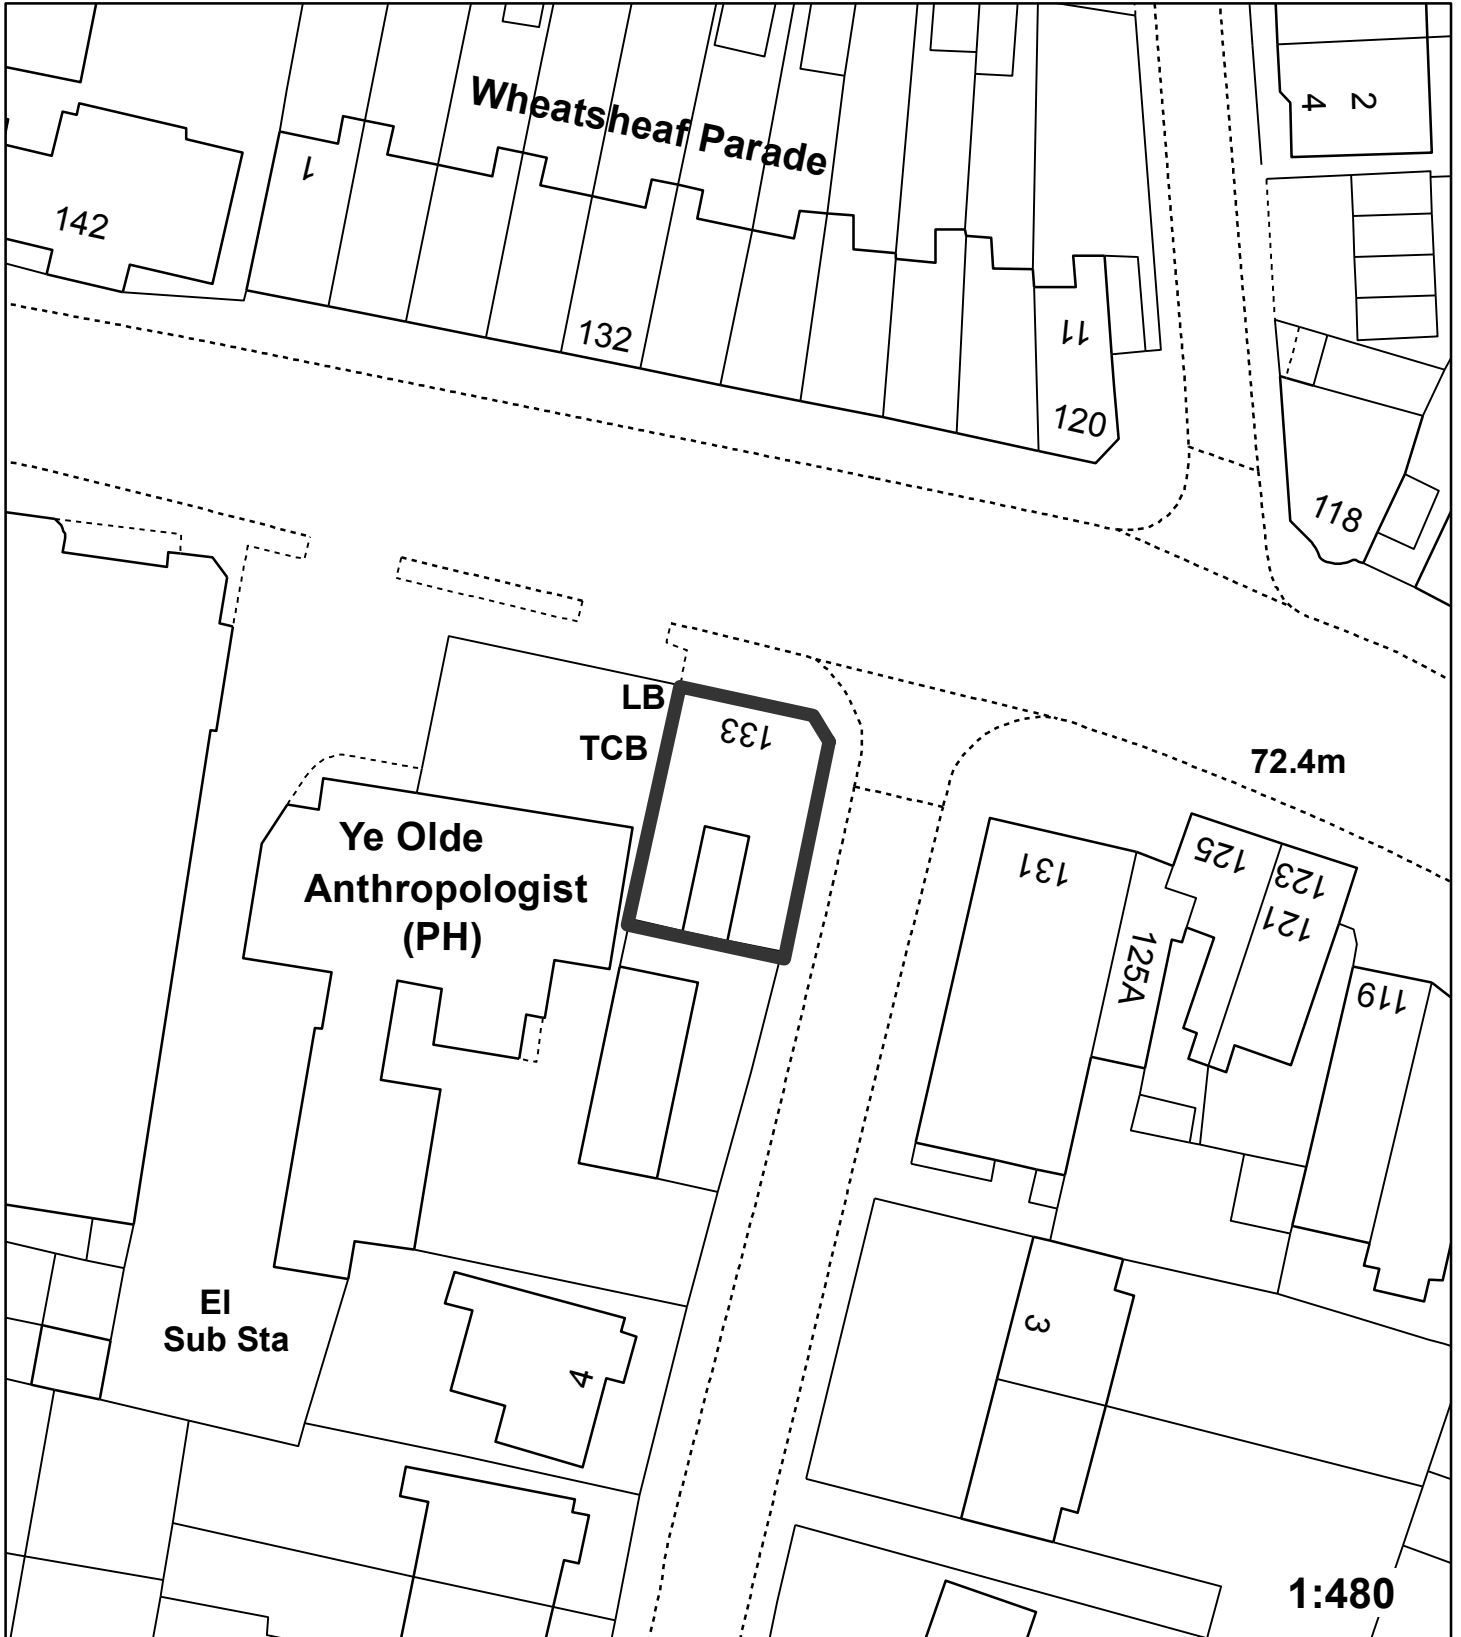 Wheatsheaf Parade
4
2
1
142
132
11
120
118
LB
133
TCB
72.4m
Ye Olde
Anthropologist
(PH)
131
125
123
121
125A
119
El
Sub Sta
3
4
1:480